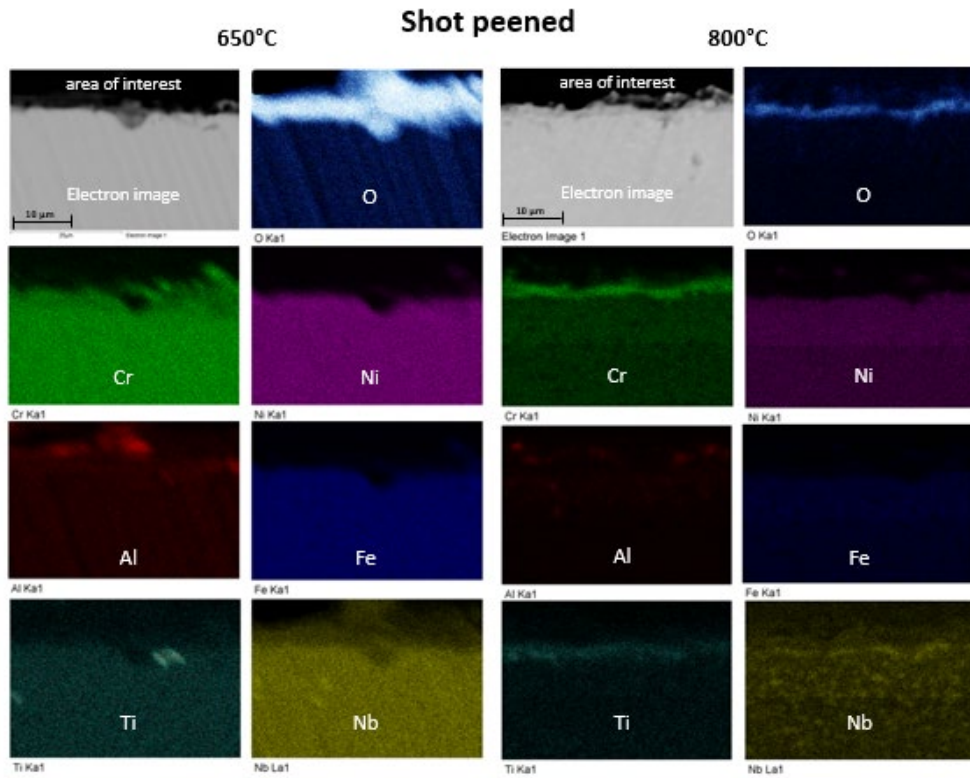 Shot peened
650°C
800°C
area of interest
area of interest
Electron image
O
Electron image
O
10 µm
10 µm
Electron Image 1
O Ka1
Electron Image 1
O Ka1
Cr
Ni
Cr
Ni
Cr Ka1
Ni Ka1
Cr Ka1
Ni Ka1
Al
Fe
Al
Fe
Al Ka1
Fe Ka1
Al Ka1
Fe Ka1
Ti
Nb
Ti
Nb
Ti Ka1
Nb La1
Ti Ka1
Nb La1